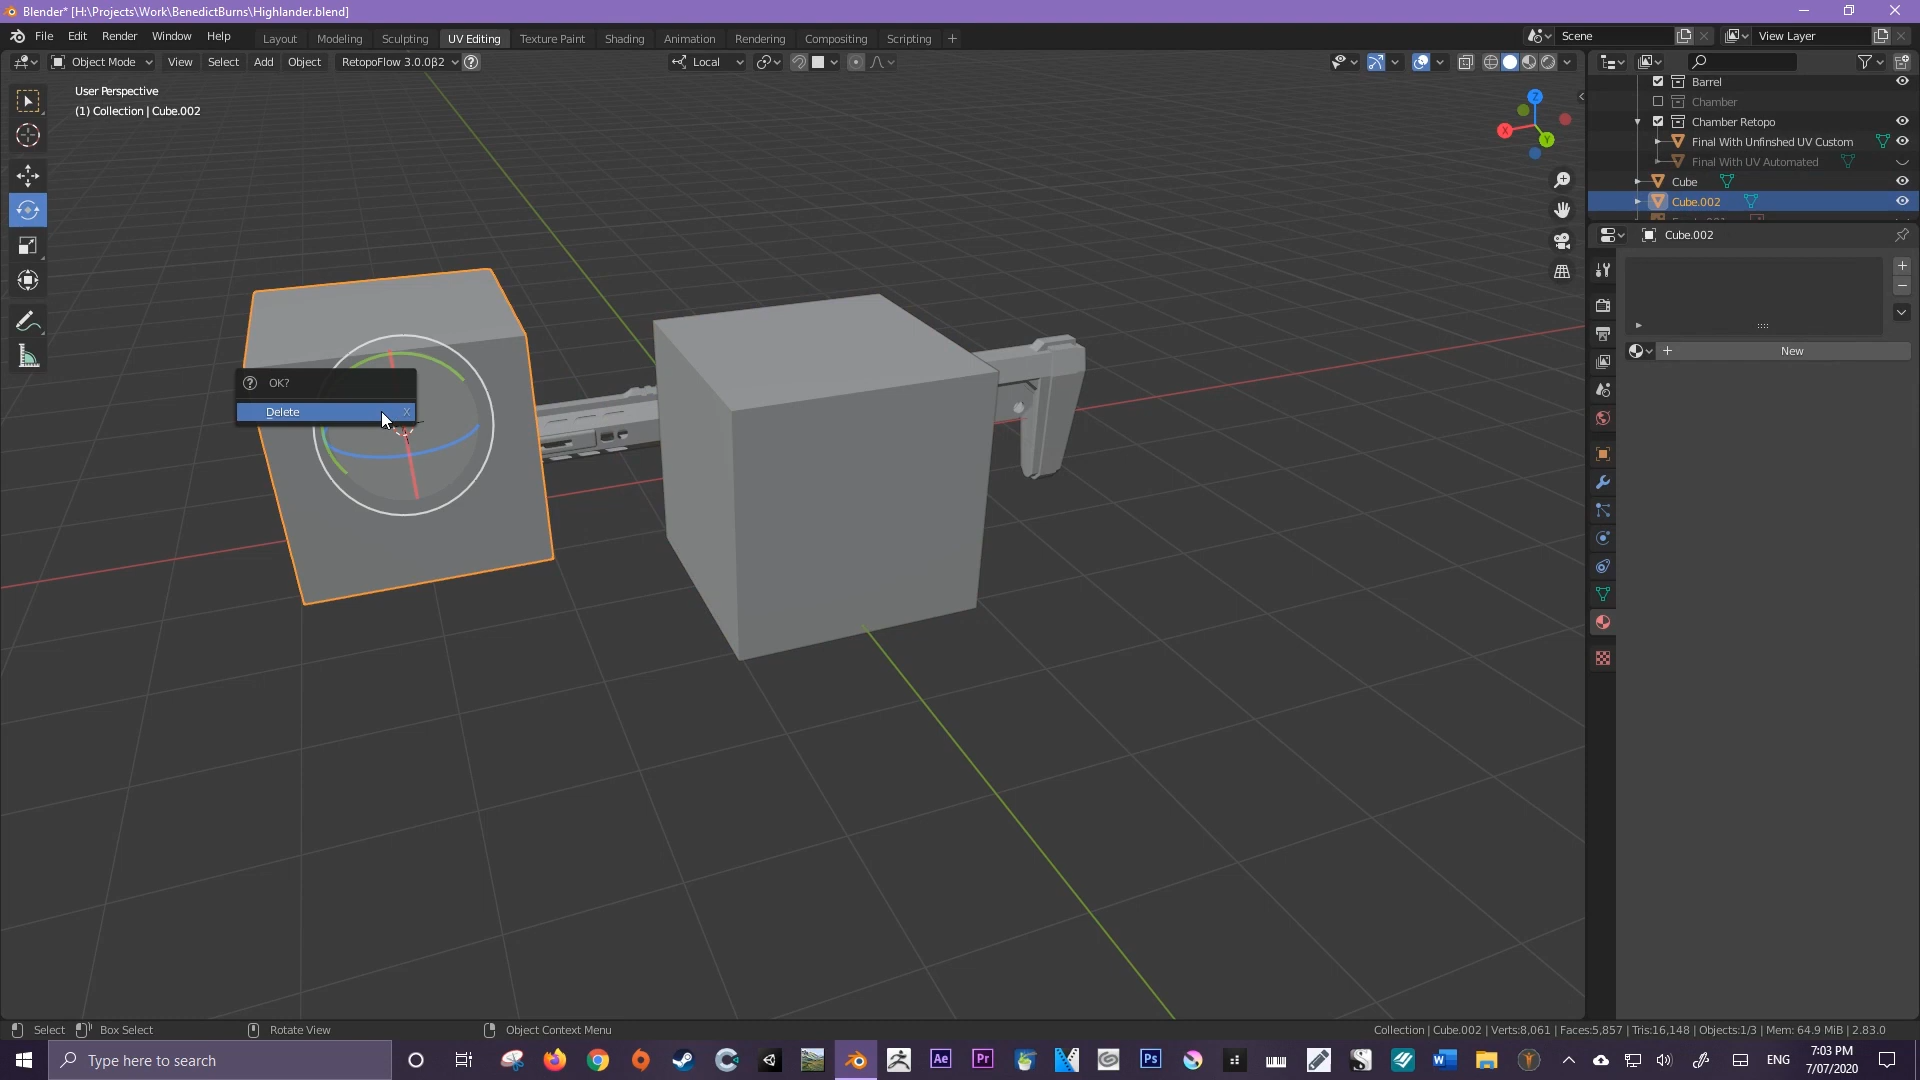 Blender* [H:\Projects\Work\BenedictBurns\Highlander.blend]
File Edit Render Window Help Layout Modeling Sculpting UV Editing Texture Paint Shading Animation Rendering Compositing Scripting + Scene View Layer
Object Mode View Select Add Object RetopoFlow 3.0.0β2 Local
User Perspective
(1) Collection | Cube.002
Barrel
Chamber
Chamber Retopo
Final With Unfinshed UV Custom
Final With UV Automated
Cube
Cube.002
Cube.002
New
X
Y
Z
OK?
Delete X
Select Box Select Rotate View Object Context Menu Collection | Cube.002 | Verts:8,061 | Faces:5,857 | Tris:16,148 | Objects:1/3 | Mem: 64.9 MiB | 2.83.0
Type here to search Ae Pr Ps ENG 7:03 PM
7/07/2020